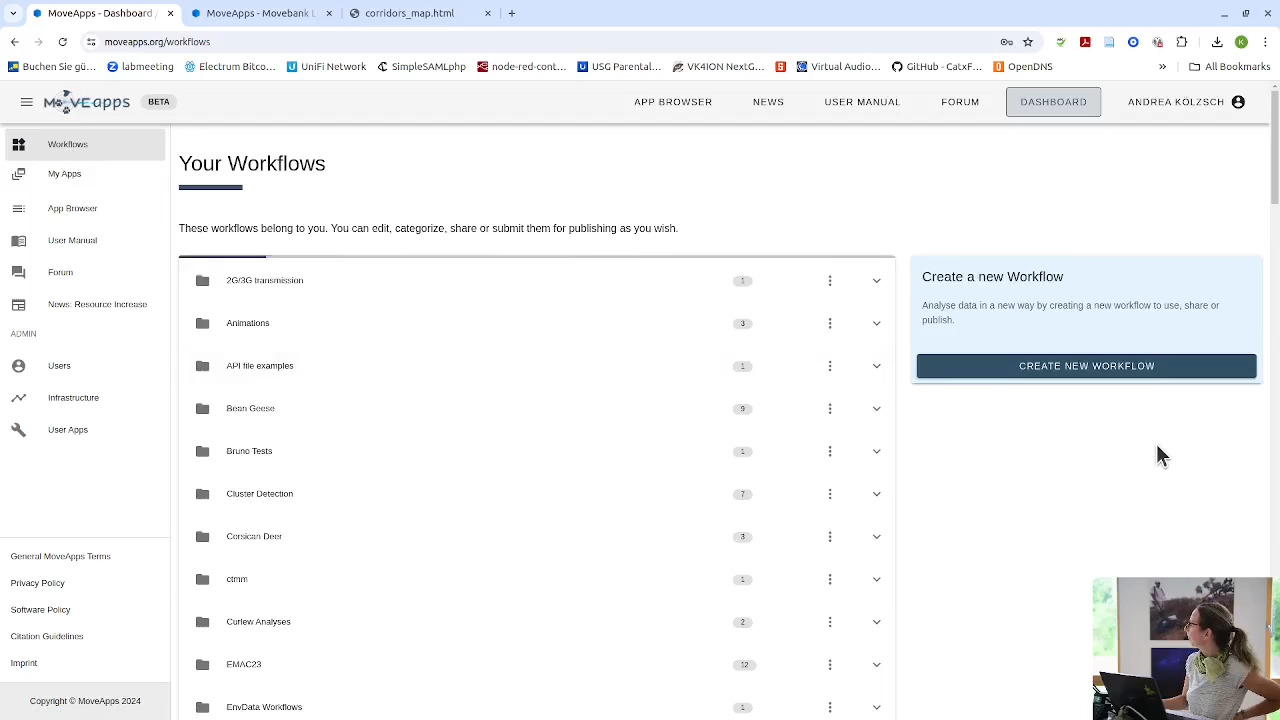 MoveApps - Dashboard /
MoveApps - Movebank L
corridors_map.html
moveapps.org/workflows
K
Buchen Sie gü...
labmeeting
Electrum Bitco...
UniFi Network
SimpleSAMLphp
node-red-cont...
USG Parental...
VK4ION NextG...
Virtual Audio...
GitHub - CatxF...
OpenDNS
All Bookmarks
MOVEapps
BETA
APP BROWSER
NEWS
USER MANUAL
FORUM
DASHBOARD
ANDREA KÖLZSCH
Workflows
My Apps
App Browser
User Manual
Forum
News: Resource Increase
ADMIN
Users
Infrastructure
User Apps
General MoveApps Terms
Privacy Policy
Software Policy
Citation Guidelines
Imprint
Copyright © MoveApps 2024
Your Workflows
These workflows belong to you. You can edit, categorize, share or submit them for publishing as you wish.
2G/3G transmission 1
Animations 3
API file examples 1
Bean Geese 9
Bruno Tests 1
Cluster Detection 7
Corsican Deer 3
ctmm 1
Curlew Analyses 2
EMAC23 12
EnvData Workflows 1
Create a new Workflow
Analyse data in a new way by creating a new workflow to use, share or
publish.
CREATE NEW WORKFLOW